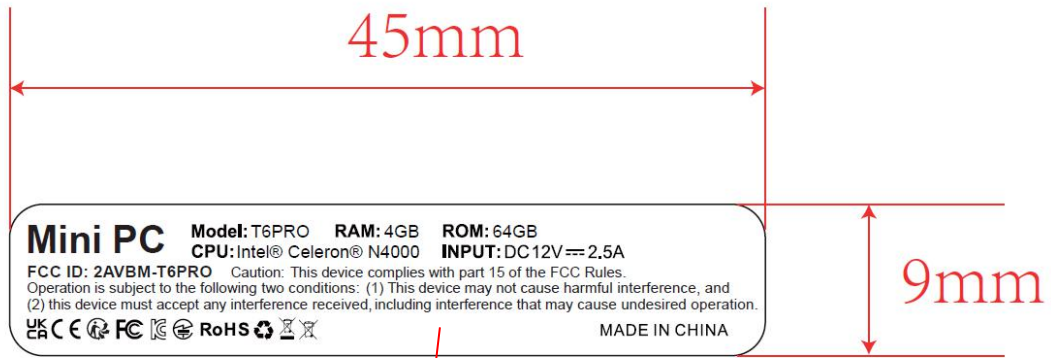 45mm
Mini PC
Model: T6PRO RAM: 4GB ROM: 64GB
CPU: Intel® Celeron® N4000 INPUT: DC12V⎓2.5A
FCC ID: 2AVBM-T6PRO Caution: This device complies with part 15 of the FCC Rules.
Operation is subject to the following two conditions: (1) This device may not cause harmful interference, and
(2) this device must accept any interference received, including interference that may cause undesired operation.
UK CA CE FC RoHS MADE IN CHINA
9mm